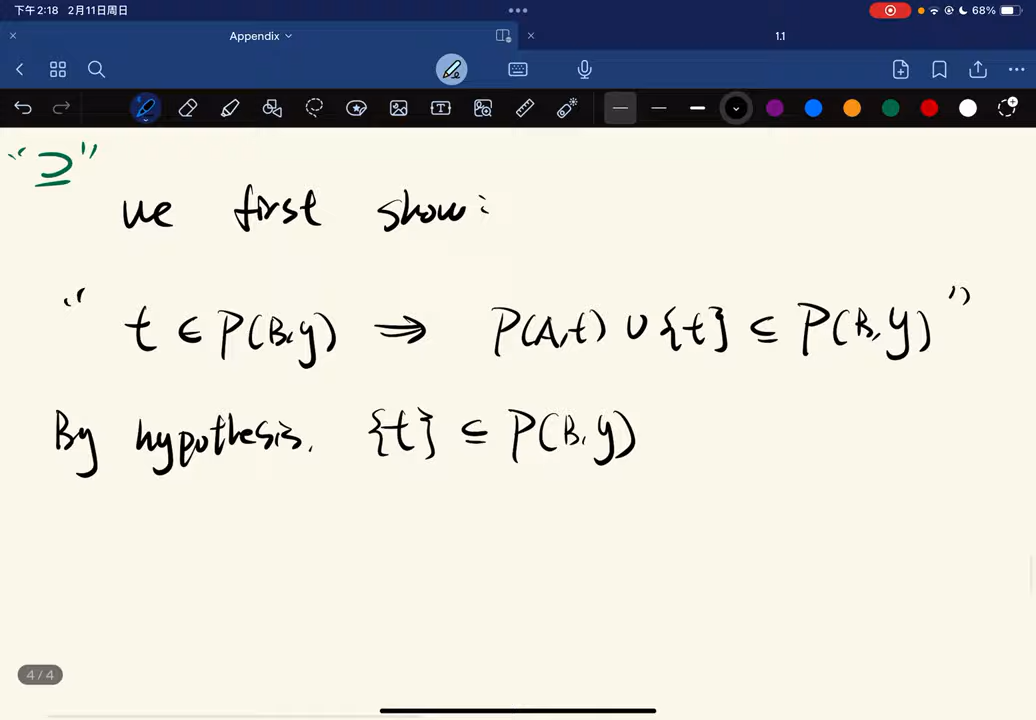 下午2:18 2月11日周日
68%
Appendix
1.1
“⊇”
we first show:
“ t ∈ P(B,y) ⇒ P(A,t) ∪ {t} ⊆ P(B,y) ”
By hypothesis. {t} ⊆ P(B,y)
4 / 4